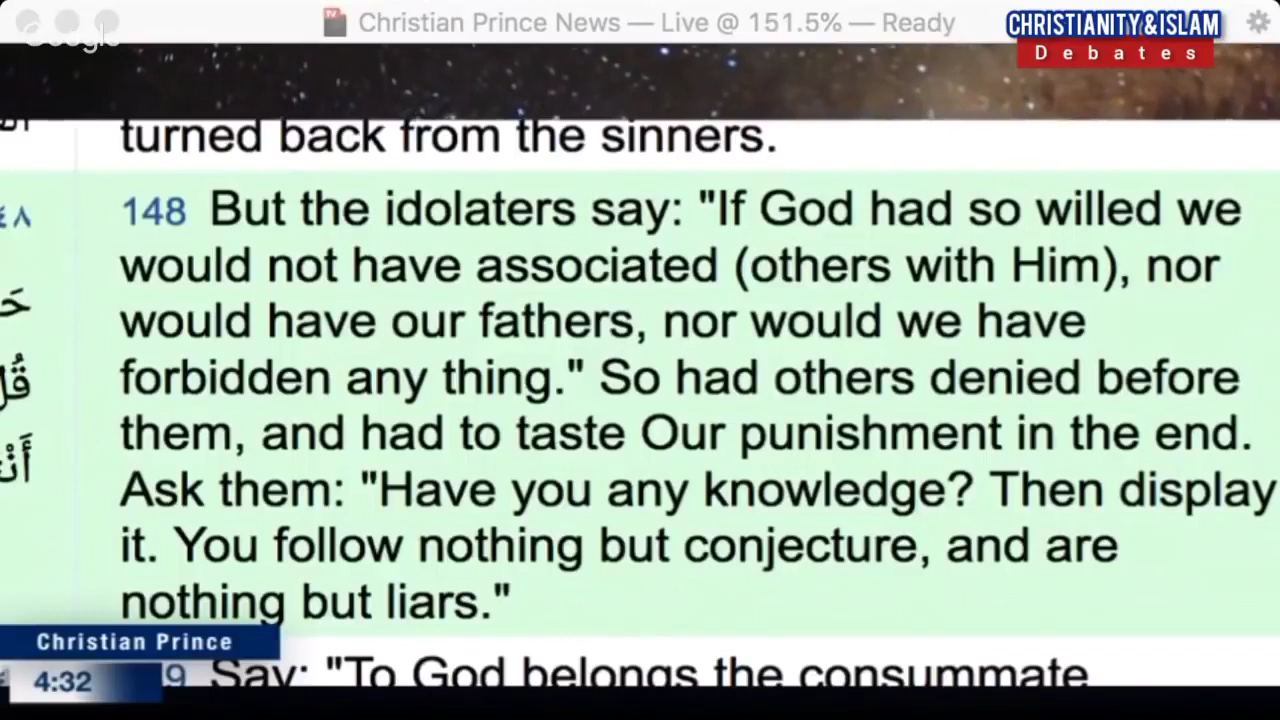 Christian Prince News — Live @ 151.5% — Ready
CHRISTIANITY & ISLAM
Debates
Google
turned back from the sinners.
148 But the idolaters say: "If God had so willed we
would not have associated (others with Him), nor
would have our fathers, nor would we have
forbidden any thing." So had others denied before
them, and had to taste Our punishment in the end.
Ask them: "Have you any knowledge? Then display
it. You follow nothing but conjecture, and are
nothing but liars."
Christian Prince
4:32
9 Say: "To God belongs the consummate